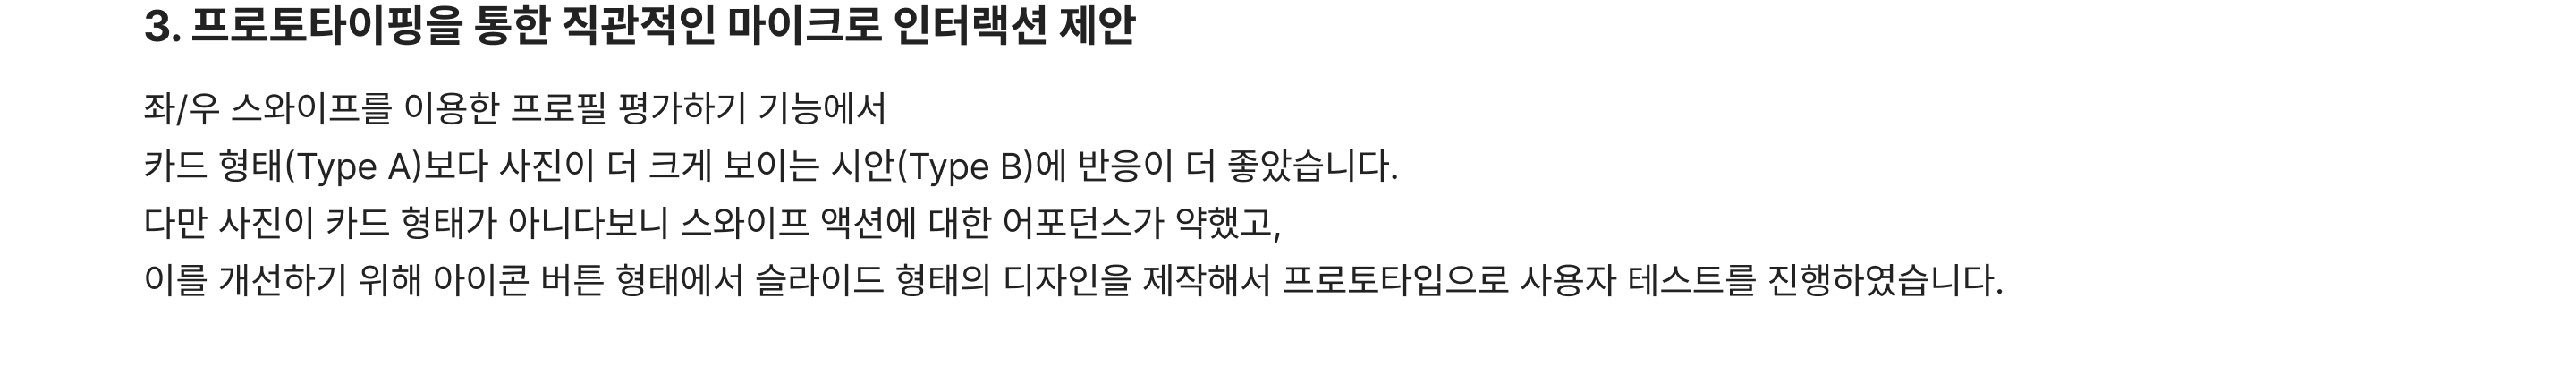 3. 프로토타이핑을 통한 직관적인 마이크로 인터랙션 제안
좌/우 스와이프를 이용한 프로필 평가하기 기능에서
카드 형태(Type A)보다 사진이 더 크게 보이는 시안(Type B)에 반응이 더 좋았습니다.
다만 사진이 카드 형태가 아니다보니 스와이프 액션에 대한 어포던스가 약했고,
이를 개선하기 위해 아이콘 버튼 형태에서 슬라이드 형태의 디자인을 제작해서 프로토타입으로 사용자 테스트를 진행하였습니다.